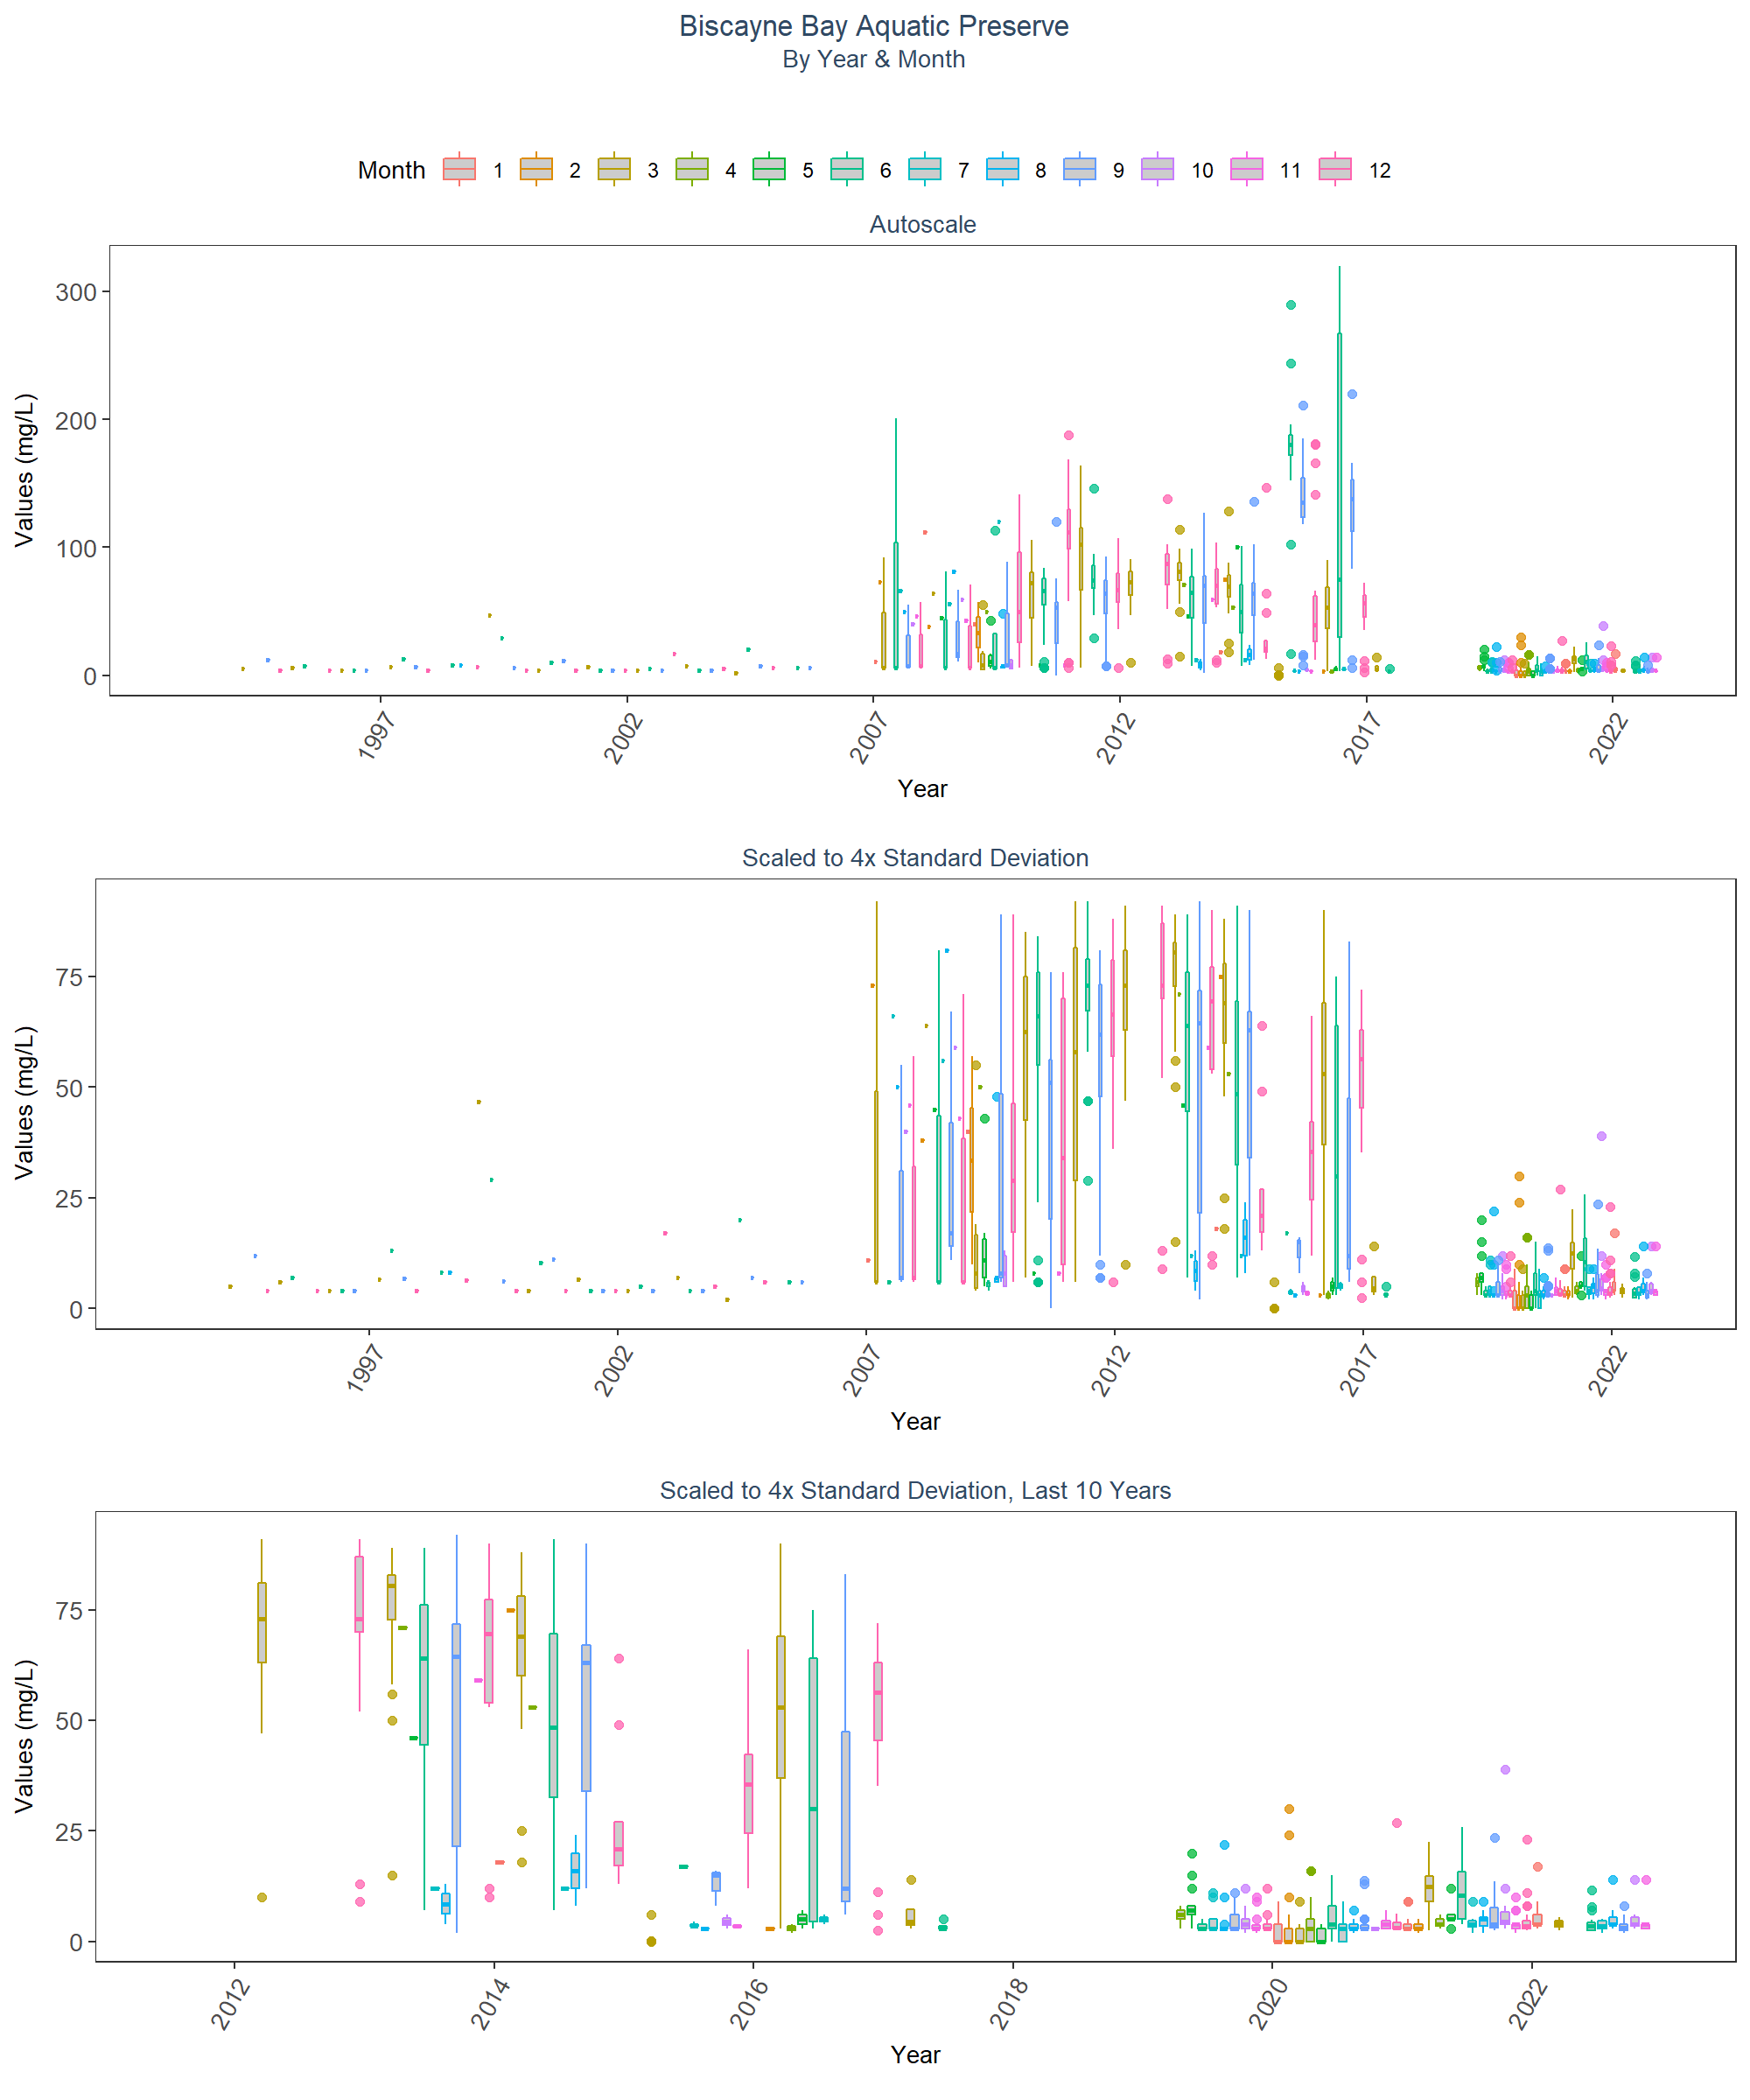 Biscayne Bay Aquatic Preserve
By Year & Month
Month 1 2 3 4 5 6 7 8 9 10 11 12
Autoscale
300
200
100
0
Values (mg/L)
1997 2002 2007 2012 2017 2022
Year
Scaled to 4x Standard Deviation
75
50
25
0
Values (mg/L)
1997 2002 2007 2012 2017 2022
Year
Scaled to 4x Standard Deviation, Last 10 Years
75
50
25
0
Values (mg/L)
2012 2014 2016 2018 2020 2022
Year